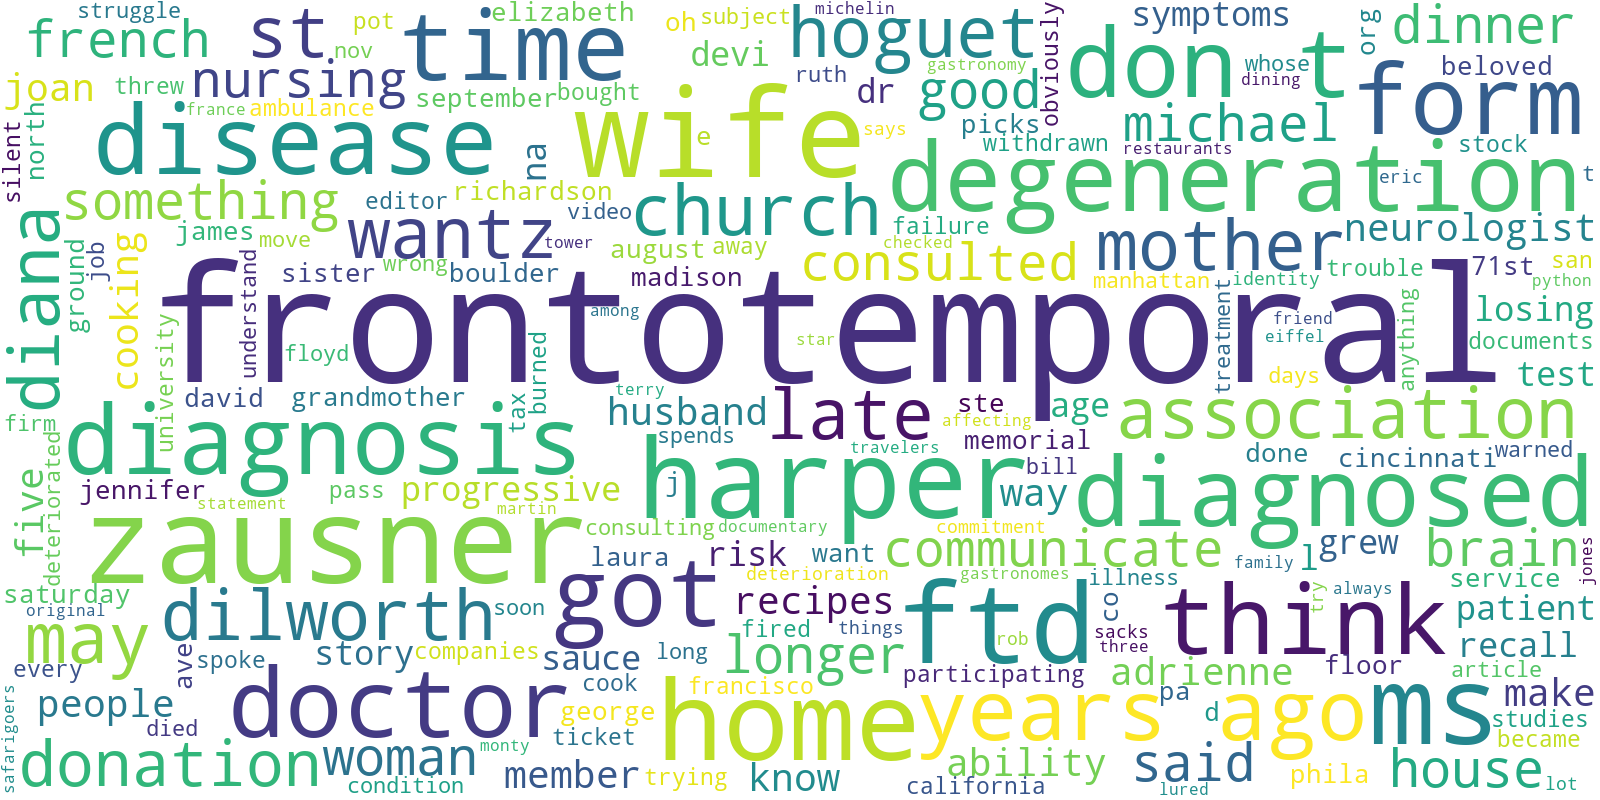 struggle
pot
st
time
elizabeth
oh
subject
michelin
hoguet
symptoms
org
dinner
french
nov
devi
ruth
gastronomy
obviously
don t
whose
dining
beloved
joan
threw
nursing
september
bought
dr
good
form
france
ambulance
north
silent
disease
wife
e
says
picks
withdrawn
michael
restaurants
stock
na
degeneration
eric
t
something
editor
richardson
church
failure
james
move
wantz
video
tower
august
away
checked
consulted
mother
neurologist
diana
ground
job
cooking
understand
sister
wrong
boulder
madison
manhattan
identity
trouble
71st
san
python
frontotemporal
among
star
treatment
friend
eiffel
anything
losing
documents
university
floyd
burned
david
grandmother
tax
terry
husband
late
ste
affecting
age
days
test
firm
diagnosis
spends
memorial
travelers
association
five
deteriorated
jennifer
statement
pass
progressive
martin
harper
j
bill
way
done
cincinnati
warned
diagnosed
zausner
consulting
documentary
commitment
laura
risk
want
communicate
l
grew
brain
jones
saturday
original
dilworth
soon
got
deterioration
recipes
gastronomes
illness
family
service
fired
things
ftd
rob
co
try
always
think
patient
may
story
companies
sauce
long
longer
sacks
three
recall
every
ave
spoke
cook
francisco
participating
adrienne
floor
article
safarigoers
people
died
doctor
george
ticket
home
years ago
pa
d
ms
make
studies
became
donation
woman
monty
condition
member
trying
know
ability
california
said
lured
phila
house
lot